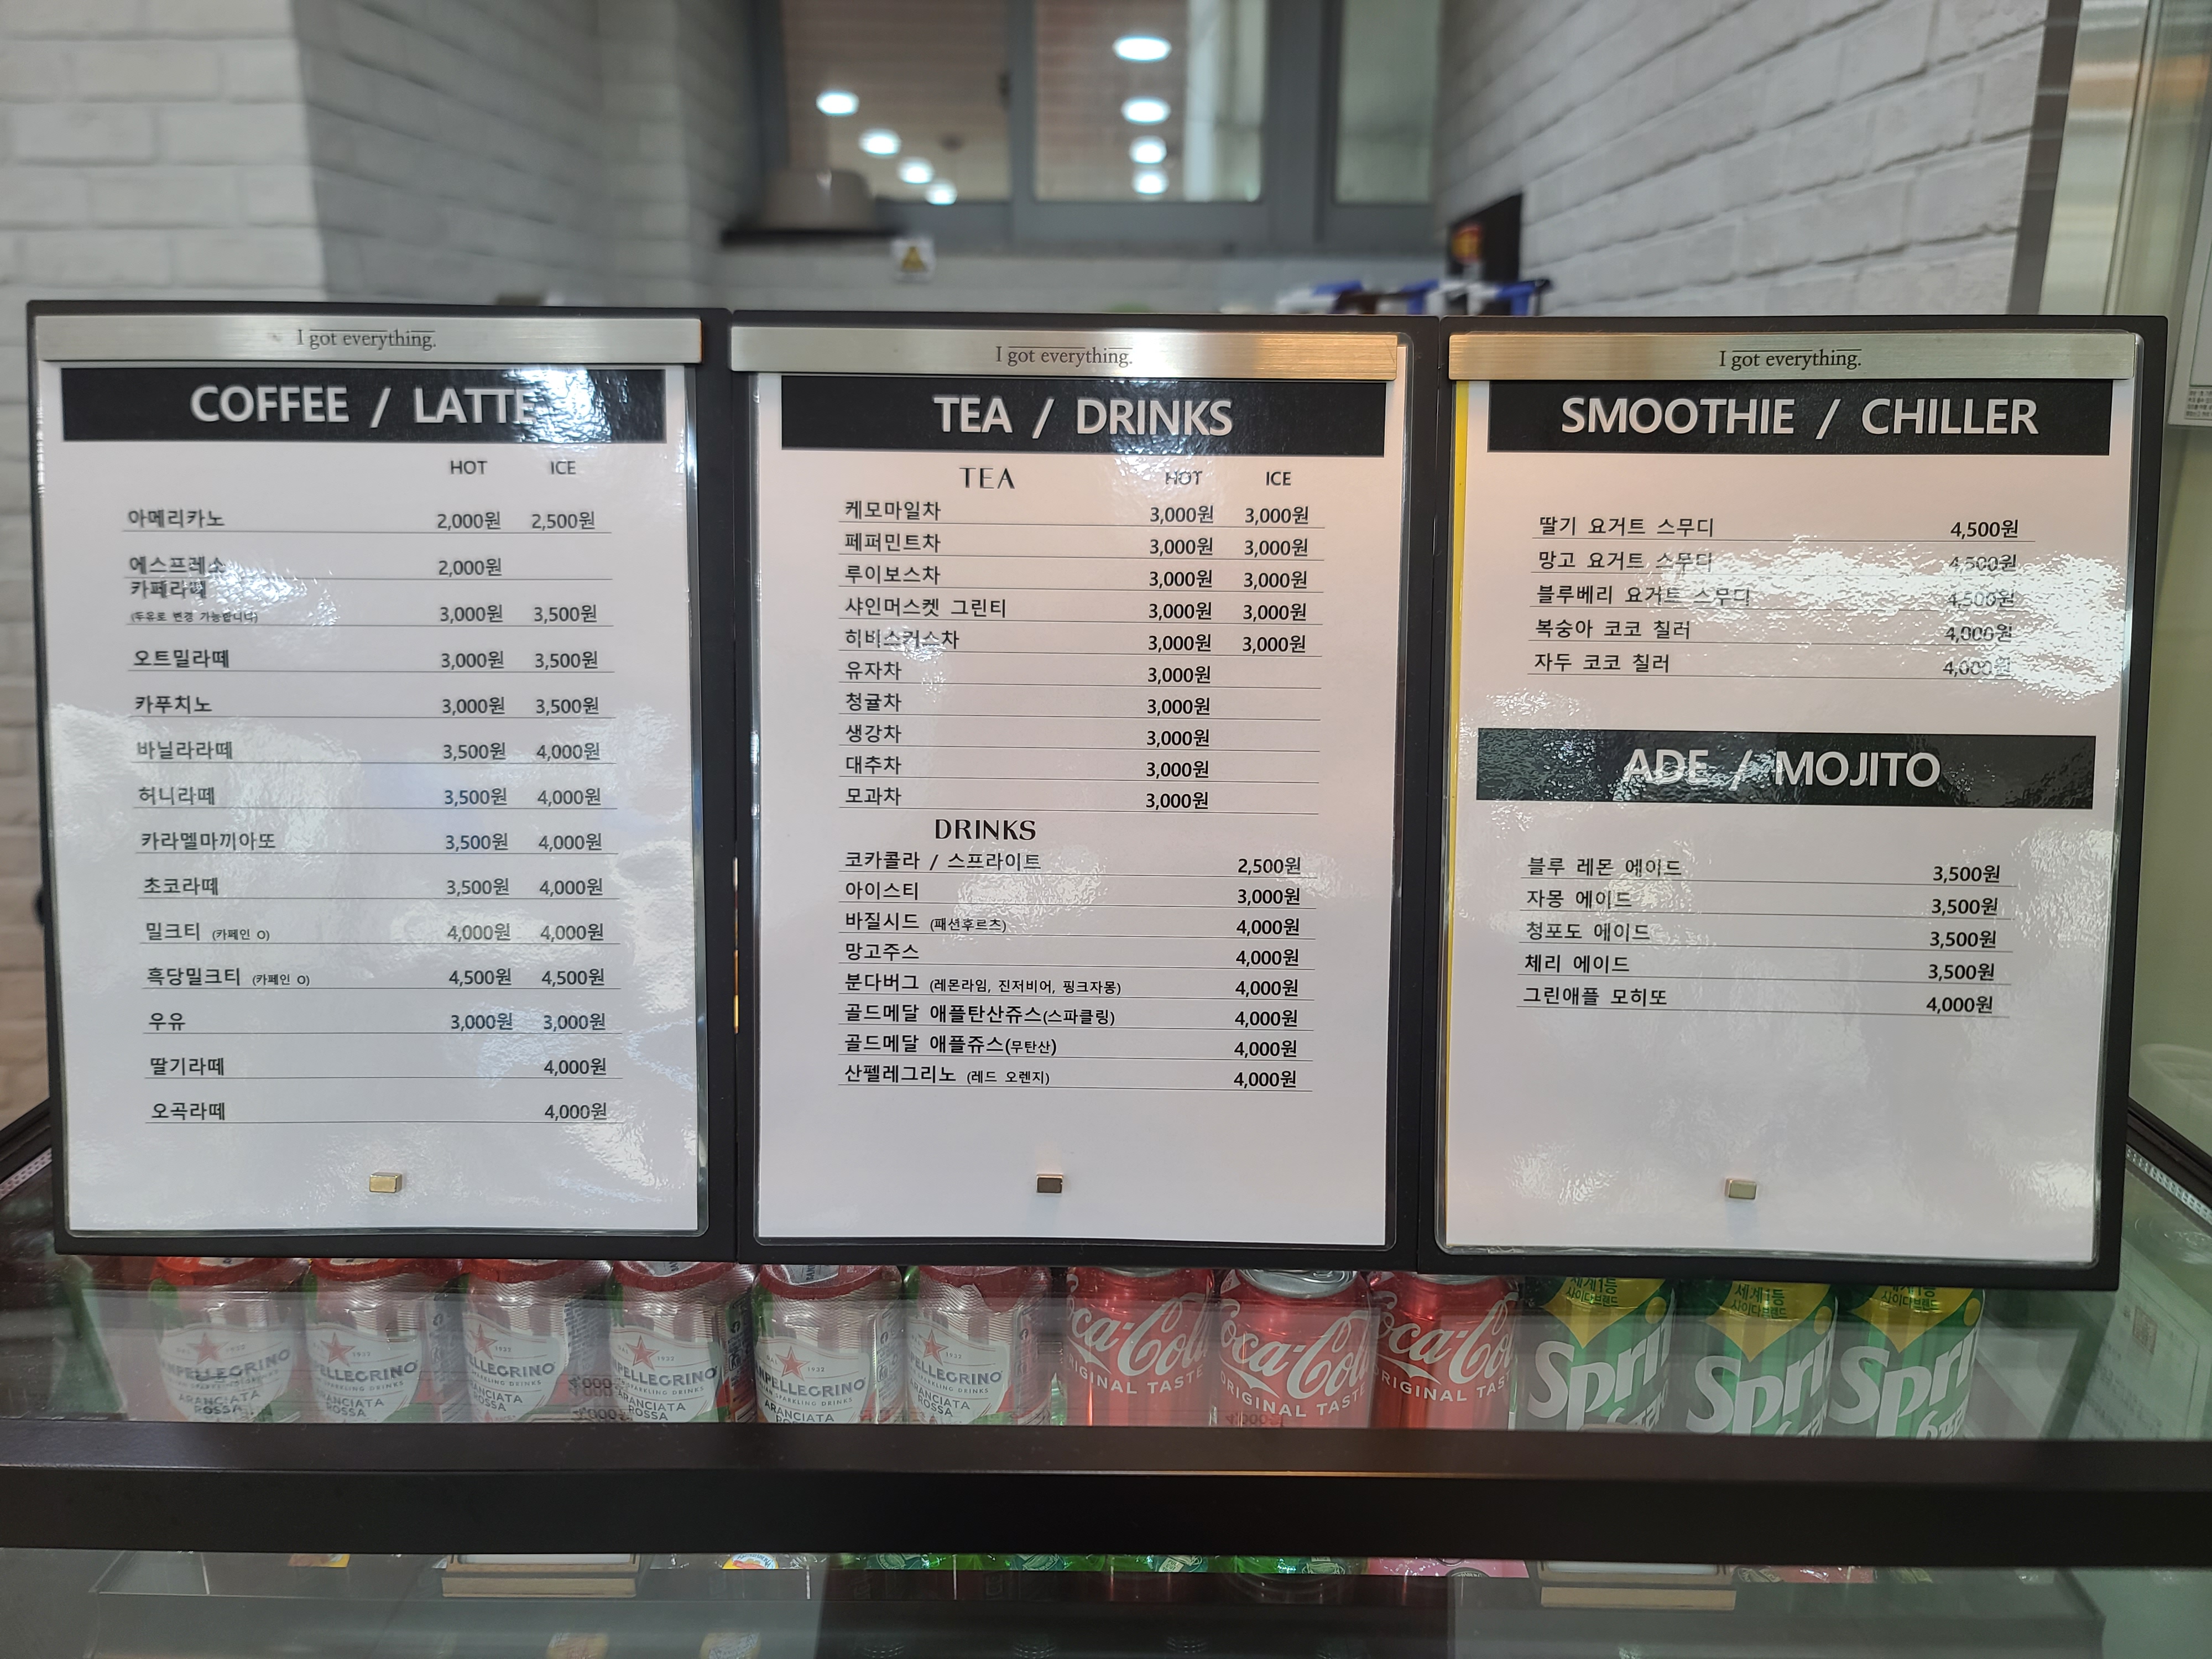 I got everything.
COFFEE / LATTE
HOT ICE
아메리카노 2,000원 2,500원
에스프레소 2,000원
카페라떼
(두유로 변경 가능합니다) 3,000원 3,500원
오트밀라떼 3,000원 3,500원
카푸치노 3,000원 3,500원
바닐라라떼 3,500원 4,000원
허니라떼 3,500원 4,000원
카라멜마끼아또 3,500원 4,000원
초코라떼 3,500원 4,000원
밀크티 (카페인 O) 4,000원 4,000원
흑당밀크티 (카페인 O) 4,500원 4,500원
우유 3,000원 3,000원
딸기라떼 4,000원
오곡라떼 4,000원
I got everything.
TEA / DRINKS
TEA HOT ICE
케모마일차 3,000원 3,000원
페퍼민트차 3,000원 3,000원
루이보스차 3,000원 3,000원
샤인머스켓 그린티 3,000원 3,000원
히비스커스차 3,000원 3,000원
유자차 3,000원
청귤차 3,000원
생강차 3,000원
대추차 3,000원
모과차 3,000원
DRINKS
코카콜라 / 스프라이트 2,500원
아이스티 3,000원
바질시드 (패션후르츠) 4,000원
망고주스 4,000원
분다버그 (레몬라임, 진저비어, 핑크자몽) 4,000원
골드메달 애플탄산쥬스(스파클링) 4,000원
골드메달 애플쥬스(무탄산) 4,000원
산펠레그리노 (레드 오렌지) 4,000원
I got everything.
SMOOTHIE / CHILLER
딸기 요거트 스무디 4,500원
망고 요거트 스무디 4,500원
블루베리 요거트 스무디 4,500원
복숭아 코코 칠러 4,000원
자두 코코 칠러 4,000원
ADE / MOJITO
블루 레몬 에이드 3,500원
자몽 에이드 3,500원
청포도 에이드 3,500원
체리 에이드 3,500원
그린애플 모히또 4,000원